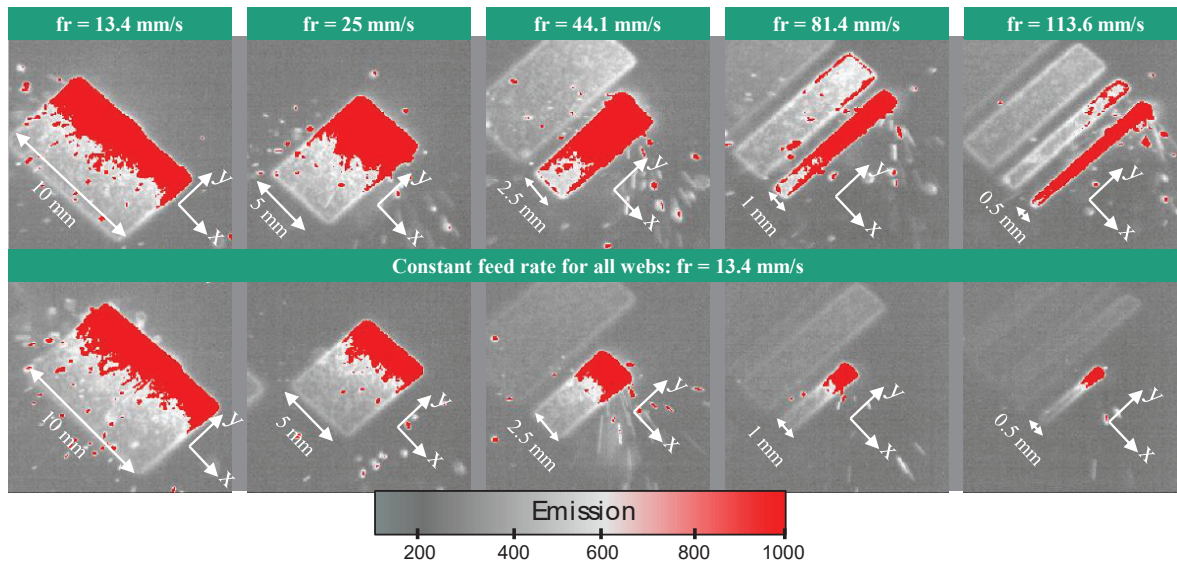 fr = 13.4 mm/s fr = 25 mm/s fr = 44.1 mm/s fr = 81.4 mm/s fr = 113.6 mm/s
10 mm y x 5 mm y x 2.5 mm y x 1 mm y x 0.5 mm y x
Constant feed rate for all webs: fr = 13.4 mm/s
10 mm y x 5 mm y x 2.5 mm y x 1 mm y x 0.5 mm y x
Emission
200 400 600 800 1000